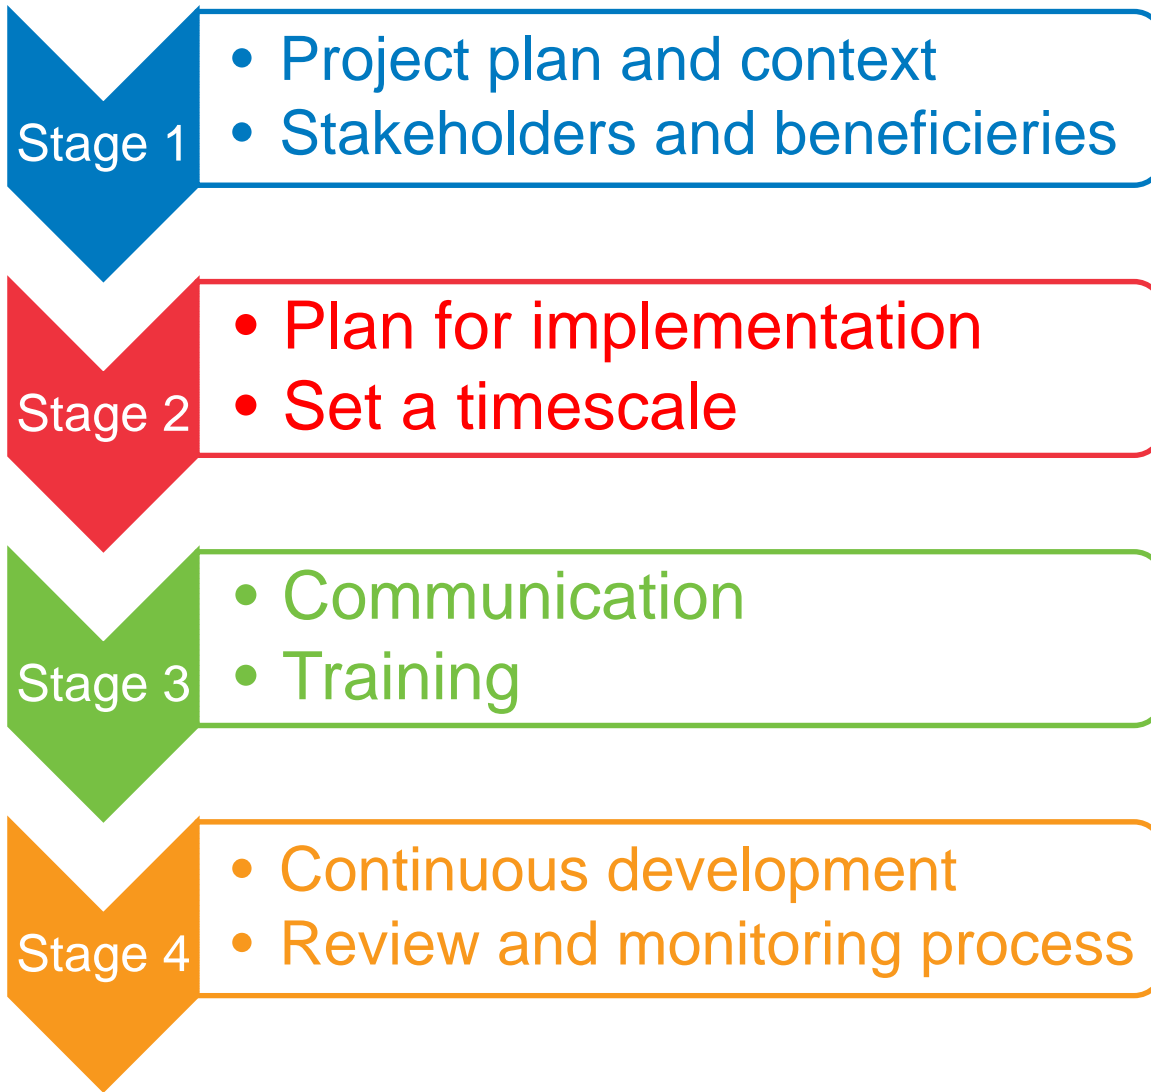 Stage 1
• Project plan and context
• Stakeholders and beneficieries
Stage 2
• Plan for implementation
• Set a timescale
Stage 3
• Communication
• Training
Stage 4
• Continuous development
• Review and monitoring process